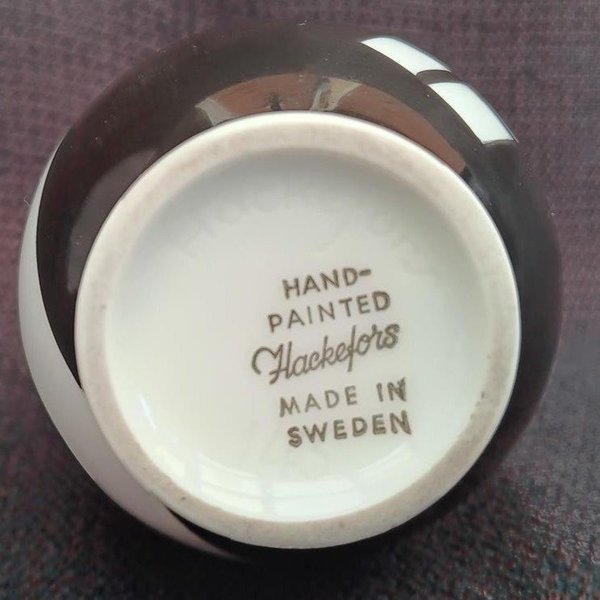 HAND-
PAINTED
Hackefors
MADE IN
SWEDEN